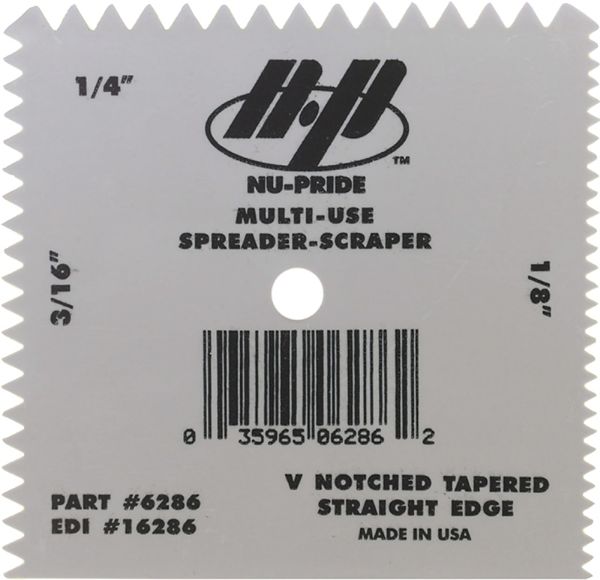 1/4"
n·p
TM
NU-PRIDE
MULTI-USE
SPREADER-SCRAPER
3/16"
1/8"
0 35965 06286 2
V NOTCHED TAPERED
STRAIGHT EDGE
MADE IN USA
PART #6286
EDI #16286